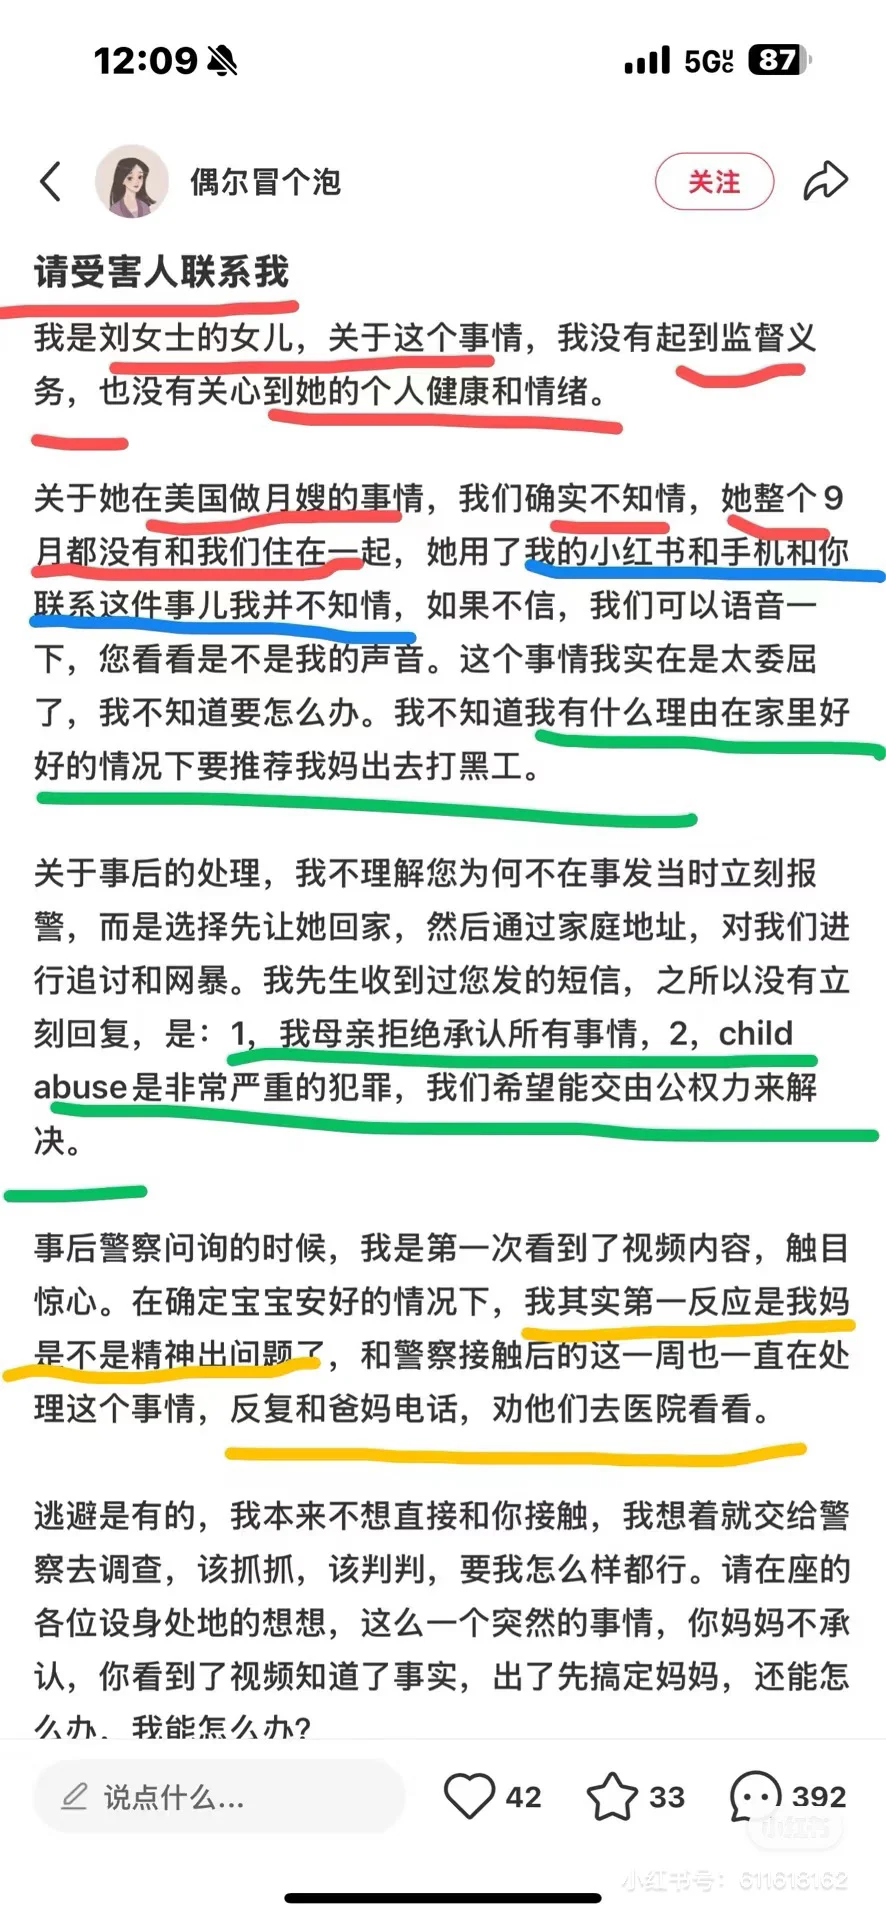 12:09
5G
87
偶尔冒个泡
关注
请受害人联系我
我是刘女士的女儿，关于这个事情，我没有起到监督义
务，也没有关心到她的个人健康和情绪。
关于她在美国做月嫂的事情，我们确实不知情，她整个9
月都没有和我们住在一起，她用了我的小红书和手机和你
联系这件事儿我并不知情，如果不信，我们可以语音一
下，您看看是不是我的声音。这个事情我实在是太委屈
了，我不知道要怎么办。我不知道我有什么理由在家里好
好的情况下要推荐我妈出去打黑工。
关于事后的处理，我不理解您为何不在事发当时立刻报
警，而是选择先让她回家，然后通过家庭地址，对我们进
行追讨和网暴。我先生收到过您发的短信，之所以没有立
刻回复，是：1，我母亲拒绝承认所有事情，2，child
abuse是非常严重的犯罪，我们希望能交由公权力来解
决。
事后警察问询的时候，我是第一次看到了视频内容，触目
惊心。在确定宝宝安好的情况下，我其实第一反应是我妈
是不是精神出问题了，和警察接触后的这一周也一直在处
理这个事情，反复和爸妈电话，劝他们去医院看看。
逃避是有的，我本来不想直接和你接触，我想着就交给警
察去调查，该抓抓，该判判，要我怎么样都行。请在座的
各位设身处地的想想，这么一个突然的事情，你妈妈不承
认，你看到了视频知道了事实，出了先搞定妈妈，还能怎
么办，我能怎么办？
说点什么...
42
33
392
小红书
小红书号：611618162